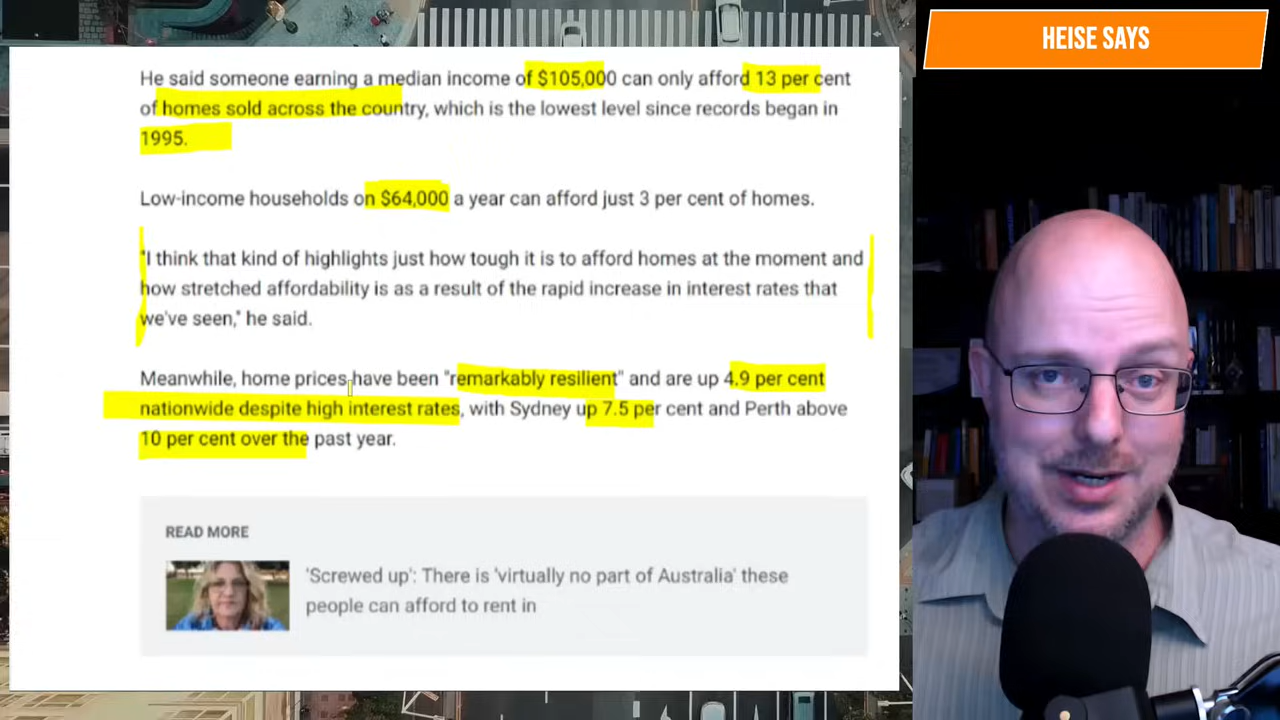 HEISE SAYS
He said someone earning a median income of $105,000 can only afford 13 per cent
of homes sold across the country, which is the lowest level since records began in
1995.
Low-income households on $64,000 a year can afford just 3 per cent of homes.
"I think that kind of highlights just how tough it is to afford homes at the moment and
how stretched affordability is as a result of the rapid increase in interest rates that
we've seen," he said.
Meanwhile, home prices have been "remarkably resilient" and are up 4.9 per cent
nationwide despite high interest rates, with Sydney up 7.5 per cent and Perth above
10 per cent over the past year.
READ MORE
'Screwed up': There is 'virtually no part of Australia' these
people can afford to rent in